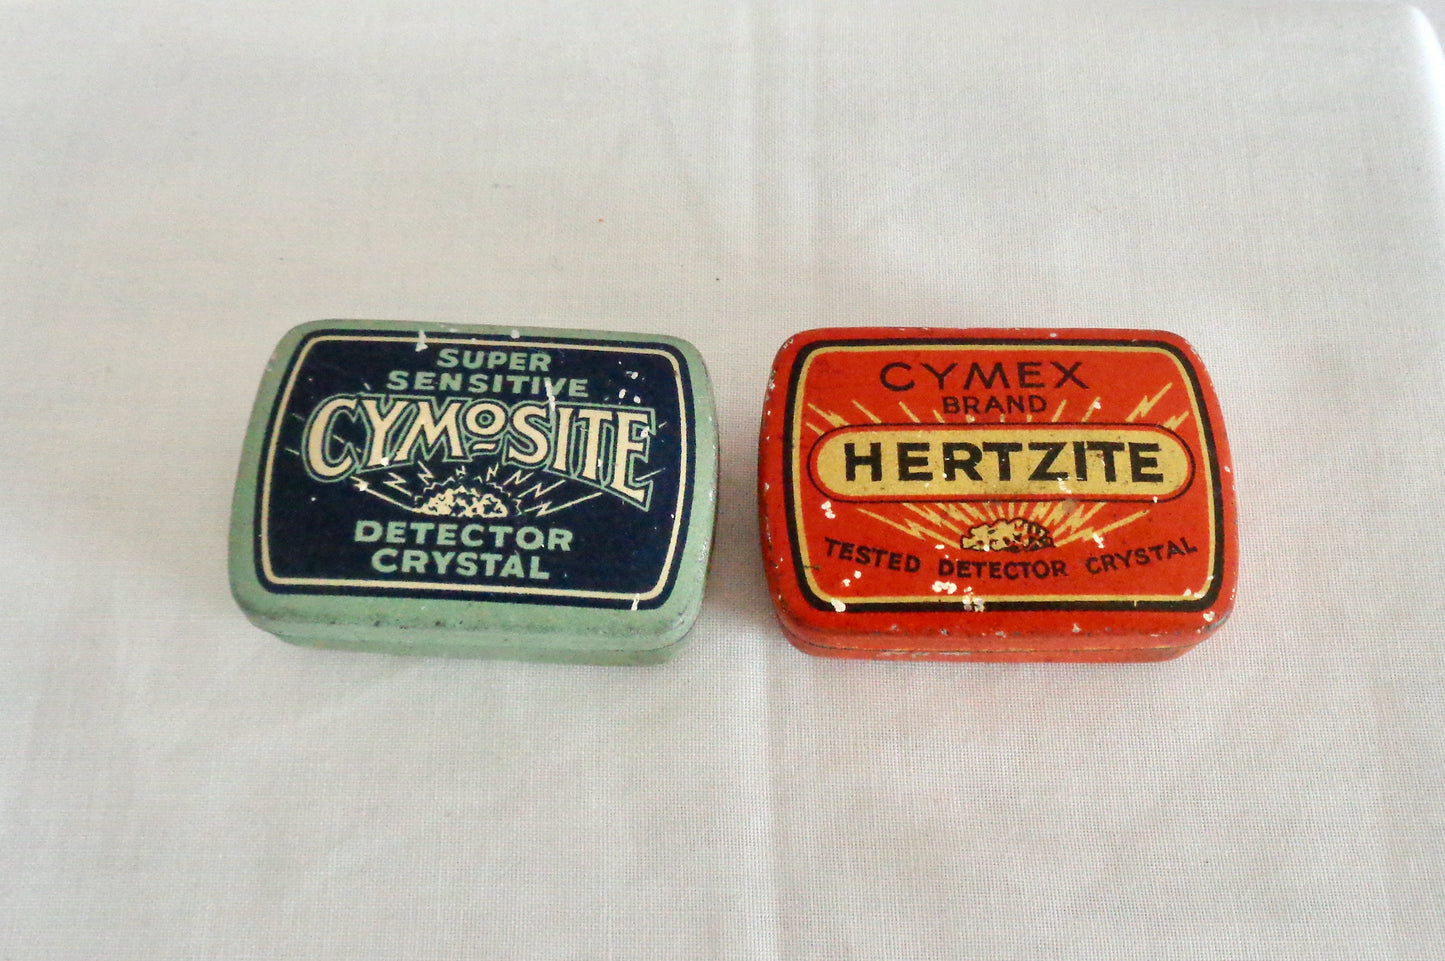 SUPER
SENSITIVE
CYMOSITE
DETECTOR
CRYSTAL
CYMEX
BRAND
HERTZITE
TESTED DETECTOR CRYSTAL